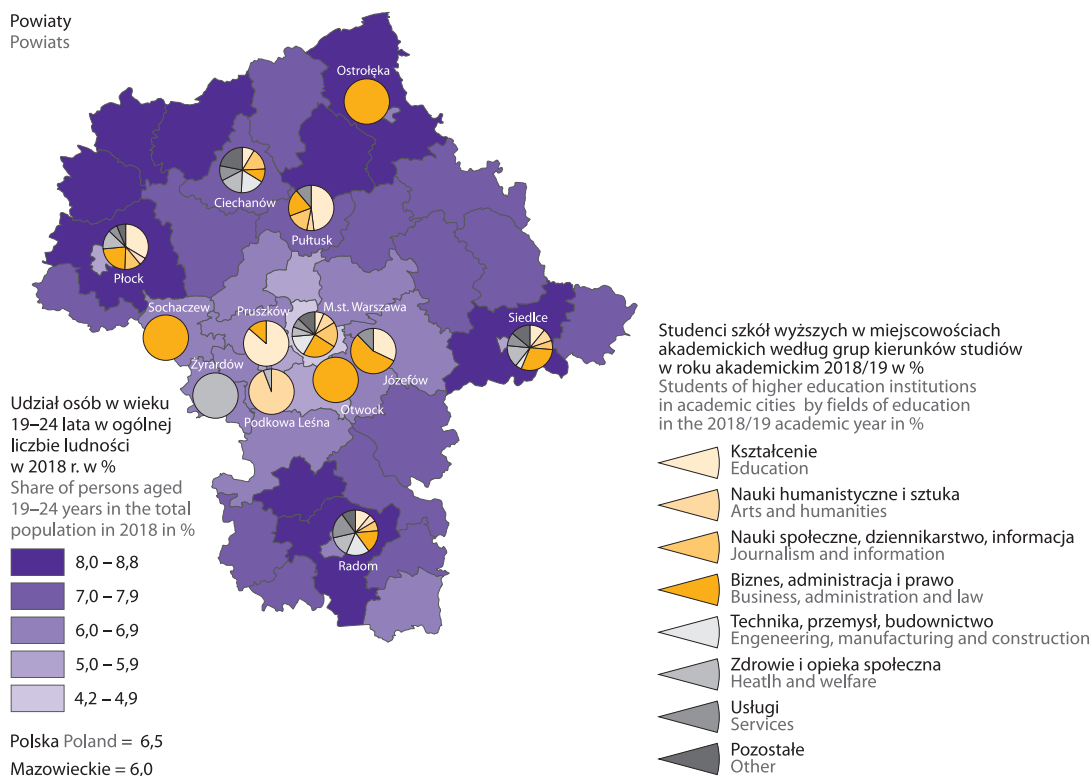 Powiaty
Powiats
Ostrołęka
Ciechanów
Pułtusk
Płock
Sochaczew
Pruszków
M.st. Warszawa
Siedlce
Żyrardów
Józefów
Otwock
Podkowa Leśna
Radom
Udział osób w wieku
19–24 lata w ogólnej
liczbie ludności
w 2018 r. w %
Share of persons aged
19–24 years in the total
population in 2018 in %
8,0 – 8,8
7,0 – 7,9
6,0 – 6,9
5,0 – 5,9
4,2 – 4,9
Polska Poland = 6,5
Mazowieckie = 6,0
Studenci szkół wyższych w miejscowościach
akademickich według grup kierunków studiów
w roku akademickim 2018/19 w %
Students of higher education institutions
in academic cities by fields of education
in the 2018/19 academic year in %
Kształcenie
Education
Nauki humanistyczne i sztuka
Arts and humanities
Nauki społeczne, dziennikarstwo, informacja
Journalism and information
Biznes, administracja i prawo
Business, administration and law
Technika, przemysł, budownictwo
Engeneering, manufacturing and construction
Zdrowie i opieka społeczna
Heatlh and welfare
Usługi
Services
Pozostałe
Other